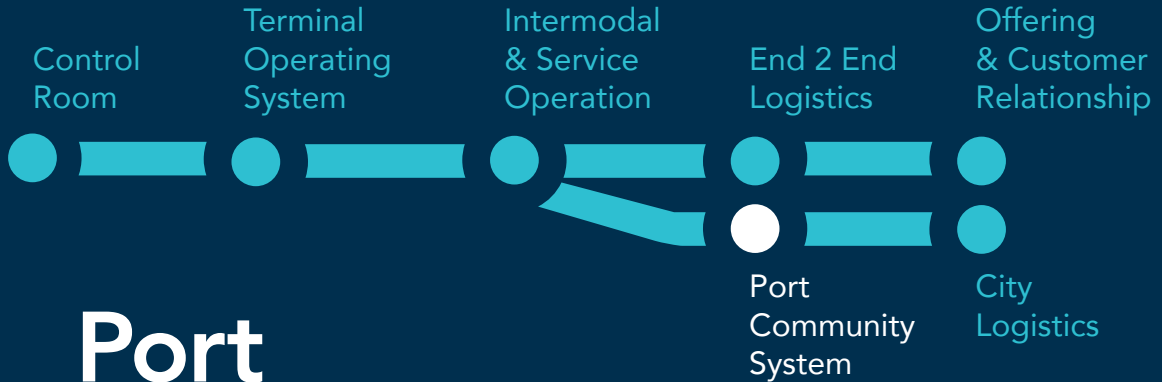 Control
Room
Terminal
Operating
System
Intermodal
& Service
Operation
End 2 End
Logistics
Offering
& Customer
Relationship
Port
Community
System
City
Logistics
Port